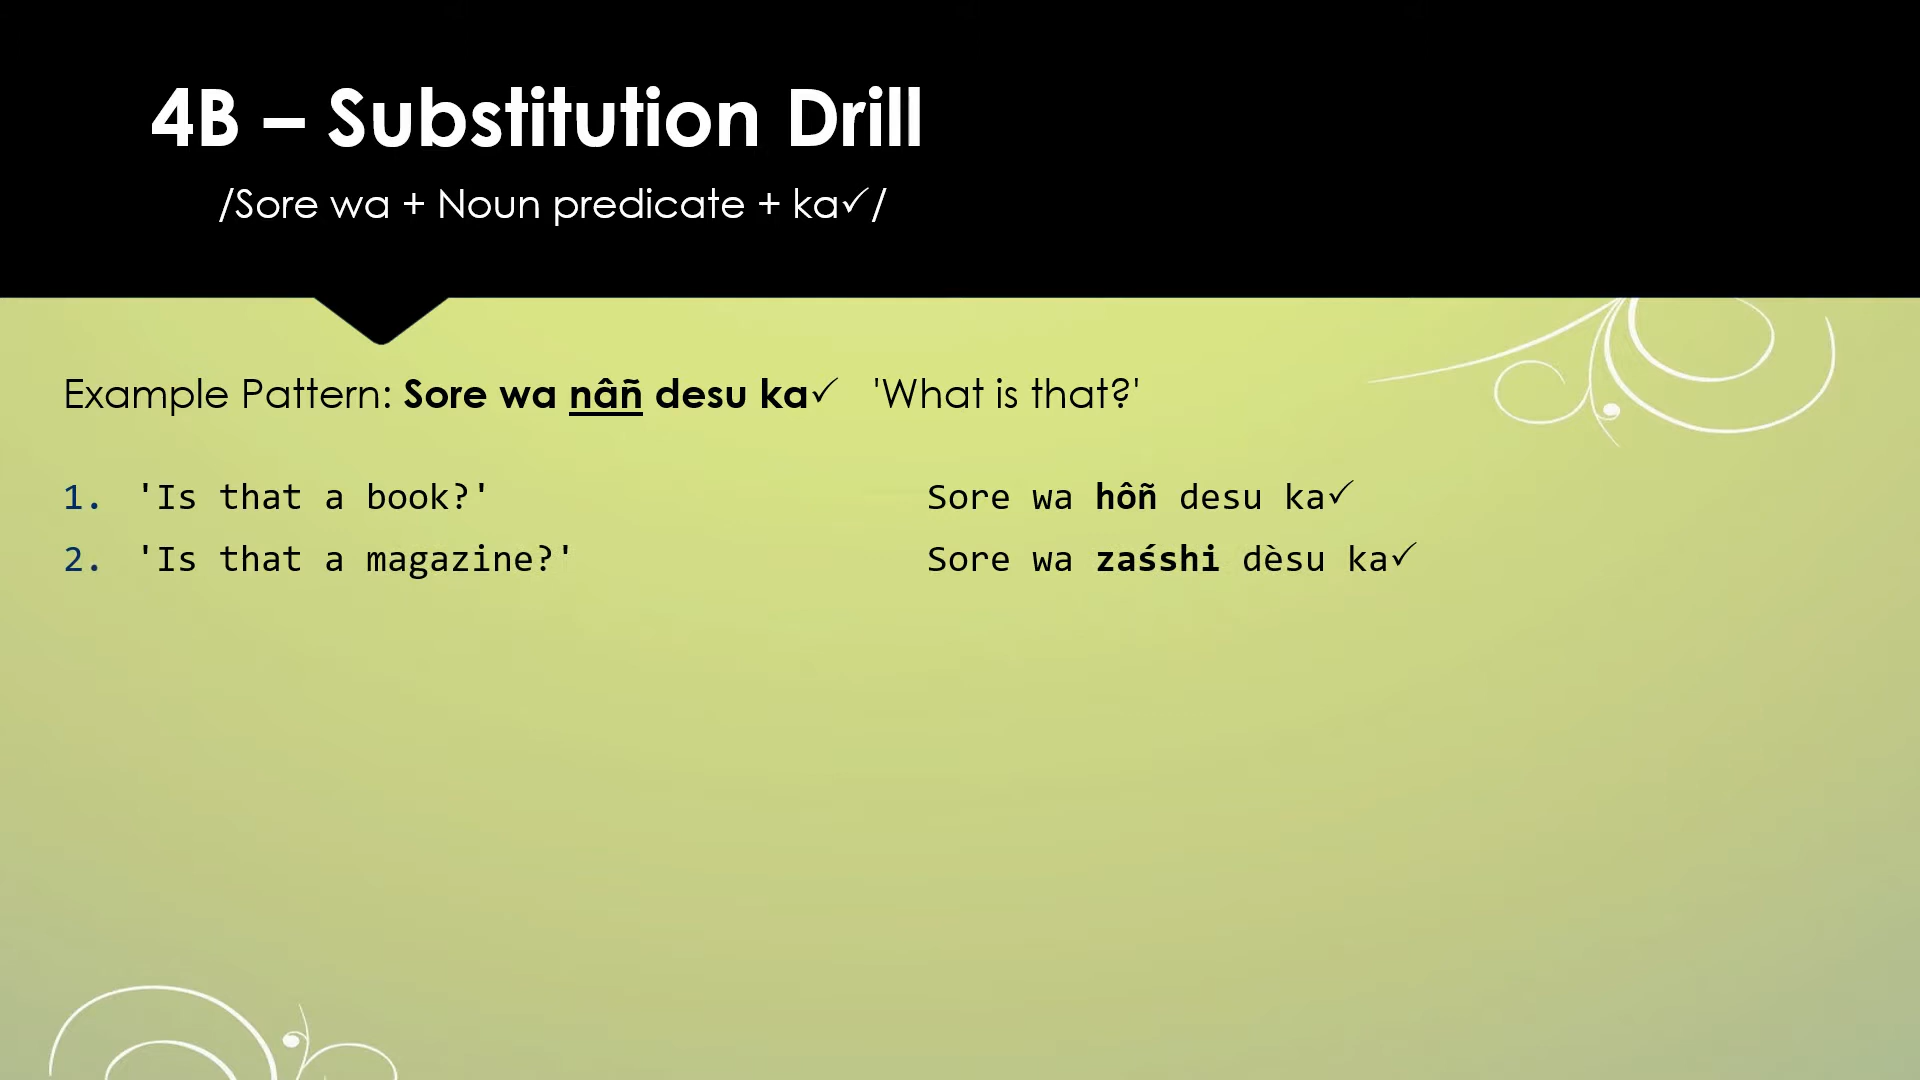 4B – Substitution Drill
/Sore wa + Noun predicate + ka✓/
Example Pattern: Sore wa nâñ desu ka✓ 'What is that?'
1. 'Is that a book?' Sore wa hôñ desu ka✓
2. 'Is that a magazine?' Sore wa zaśshi dèsu ka✓